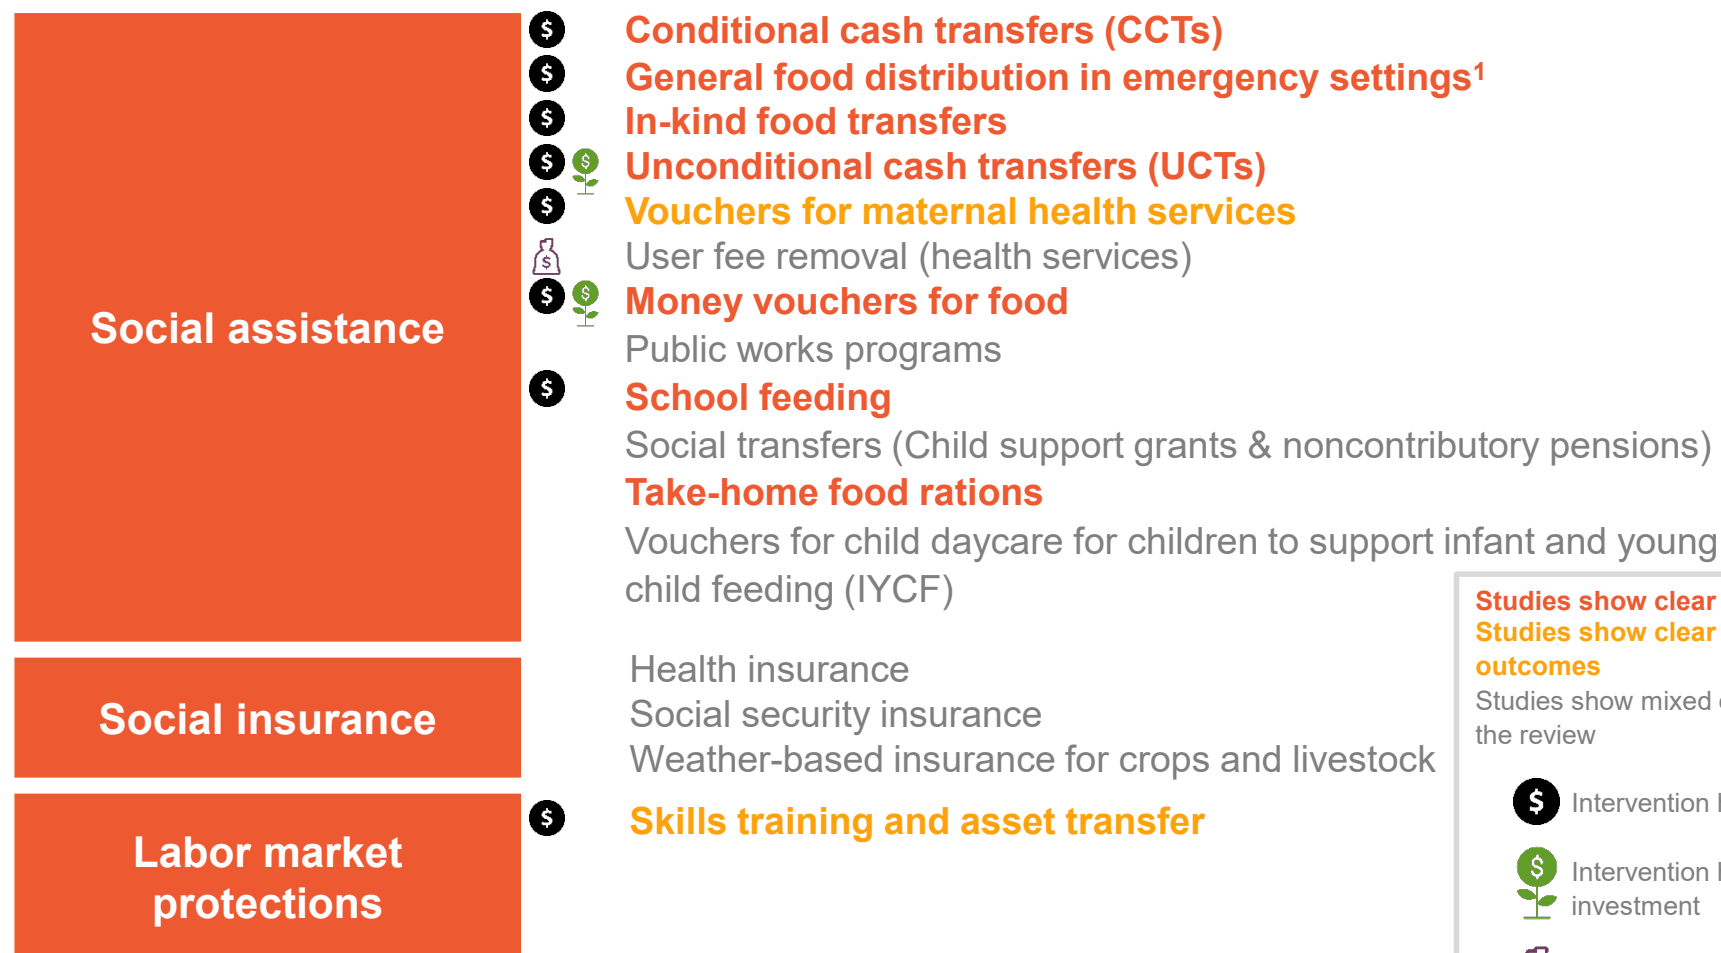 Social assistance
Conditional cash transfers (CCTs)
General food distribution in emergency settings¹
In-kind food transfers
Unconditional cash transfers (UCTs)
Vouchers for maternal health services
User fee removal (health services)
Money vouchers for food
Public works programs
School feeding
Social transfers (Child support grants & noncontributory pensions)
Take-home food rations
Vouchers for child daycare for children to support infant and young
child feeding (IYCF)
Social insurance
Health insurance
Social security insurance
Weather-based insurance for crops and livestock
Labor market
protections
Skills training and asset transfer
Studies show clear
Studies show clear
outcomes
Studies show mixed
the review
Intervention
Intervention
investment